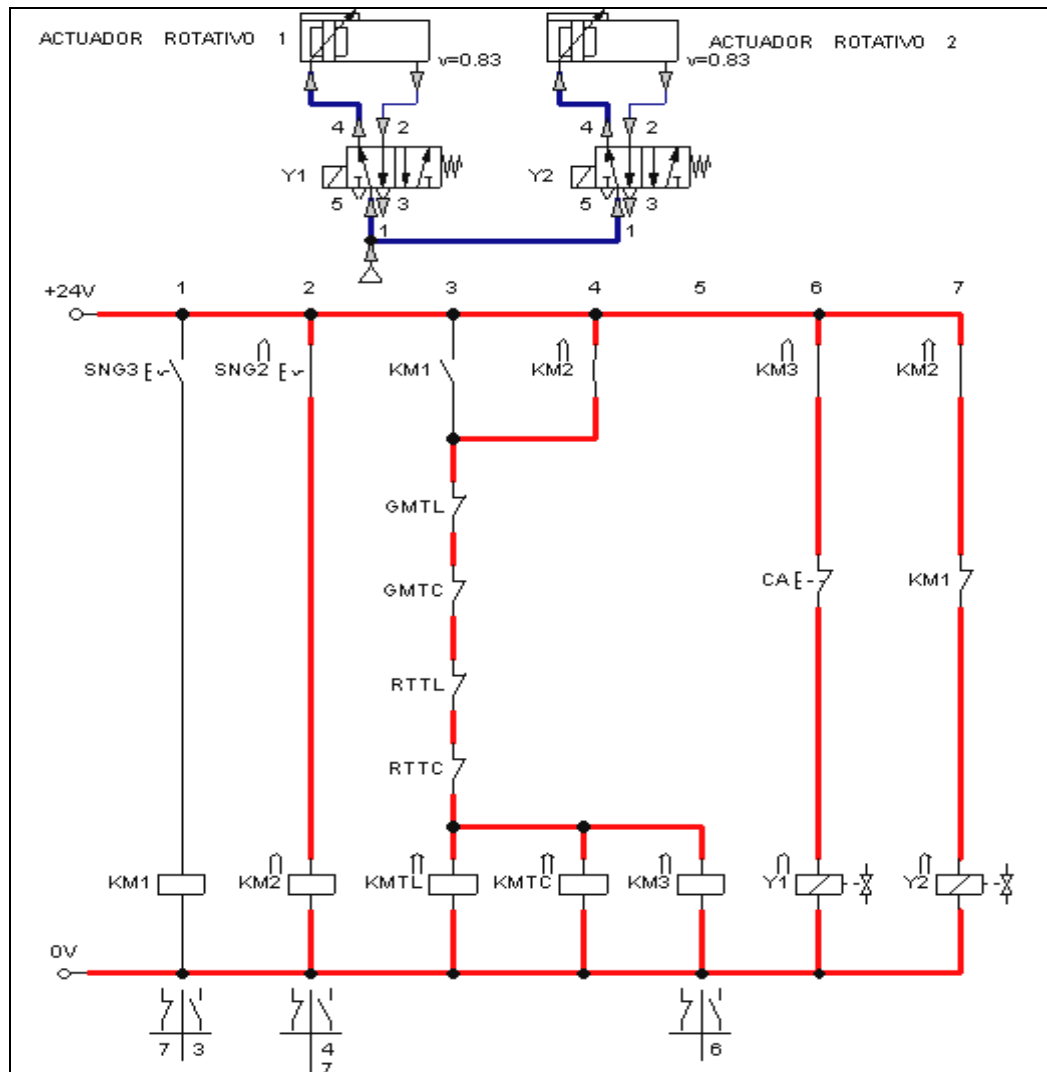 ACTUADOR ROTATIVO 1
ACTUADOR ROTATIVO 2
v=0.83
v=0.83
4 2
4 2
Y1
Y2
5 3
5 3
1
1
1 2 3 4 5 6 7
+24V
SNG3
SNG2
KM1
KM2
KM3
KM2
GMTL
GMTC
CA
KM1
RTTL
RTTC
KM1
KM2
KMTL
KMTC
KM3
Y1
Y2
0V
7 3
4
7
6